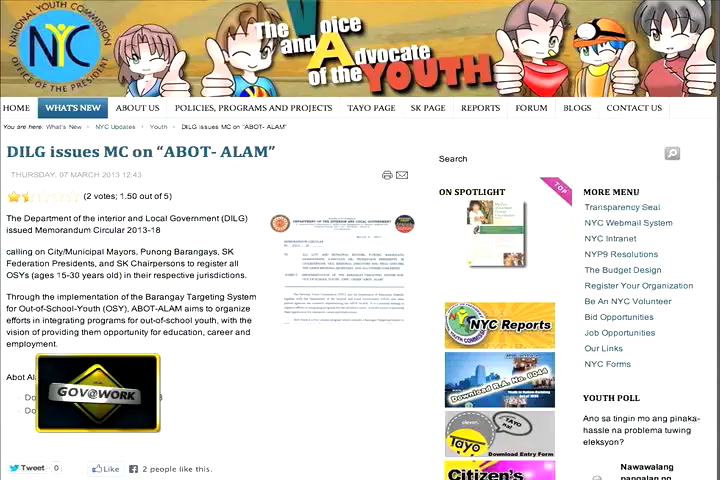 NATIONAL YOUTH COMMISSION
NYC
OFFICE OF THE PRESIDENT
The Voice
and Advocate
of the YOUTH
HOME WHAT'S NEW ABOUT US POLICIES, PROGRAMS AND PROJECTS TAYO PAGE SK PAGE REPORTS FORUM BLOGS CONTACT US
You are here: What's New NYC Updates Youth DILG issues MC on "ABOT- ALAM"
DILG issues MC on "ABOT- ALAM"
THURSDAY, 07 MARCH 2013 12:43
(2 votes; 1.50 out of 5)
The Department of the interior and Local Government (DILG)
issued Memorandum Circular 2013-18
calling on City/Municipal Mayors, Punong Barangays, SK
Federation Presidents, and SK Chairpersons to register all
OSYs (ages 15-30 years old) in their respective jurisdictions.
Through the implementation of the Barangay Targeting System
for Out-of-School-Youth (OSY), ABOT-ALAM aims to organize
efforts in integrating programs for out-of-school youth, with the
vision of providing them opportunity for education, career and
employment.
Abot
GOV@WORK
Tweet 0
Like 2 people like this.
Search
ON SPOTLIGHT
TOP
NYC Reports
Download R.A. No. 8044
Tayo
TAYO na!
Download Entry Form
Citizen's
MORE MENU
Transparency Seal
NYC Webmail System
NYC Intranet
NYP9 Resolutions
The Budget Design
Register Your Organization
Be An NYC Volunteer
Bid Opportunities
Job Opportunities
Our Links
NYC Forms
YOUTH POLL
Ano sa tingin mo ang pinaka-
hassle na problema tuwing
eleksyon?
Nawawalang
pangalan ng